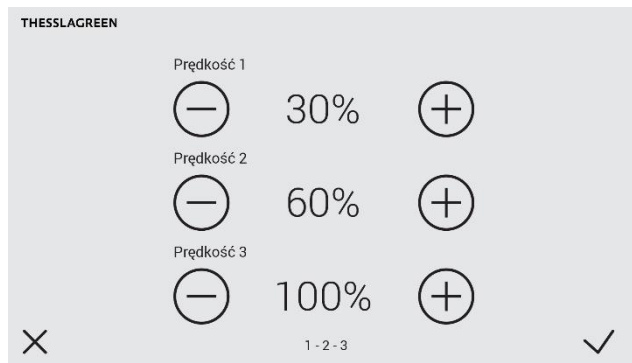 THESSLAGREEN
Prędkość 1
30%
Prędkość 2
60%
Prędkość 3
100%
1 - 2 - 3